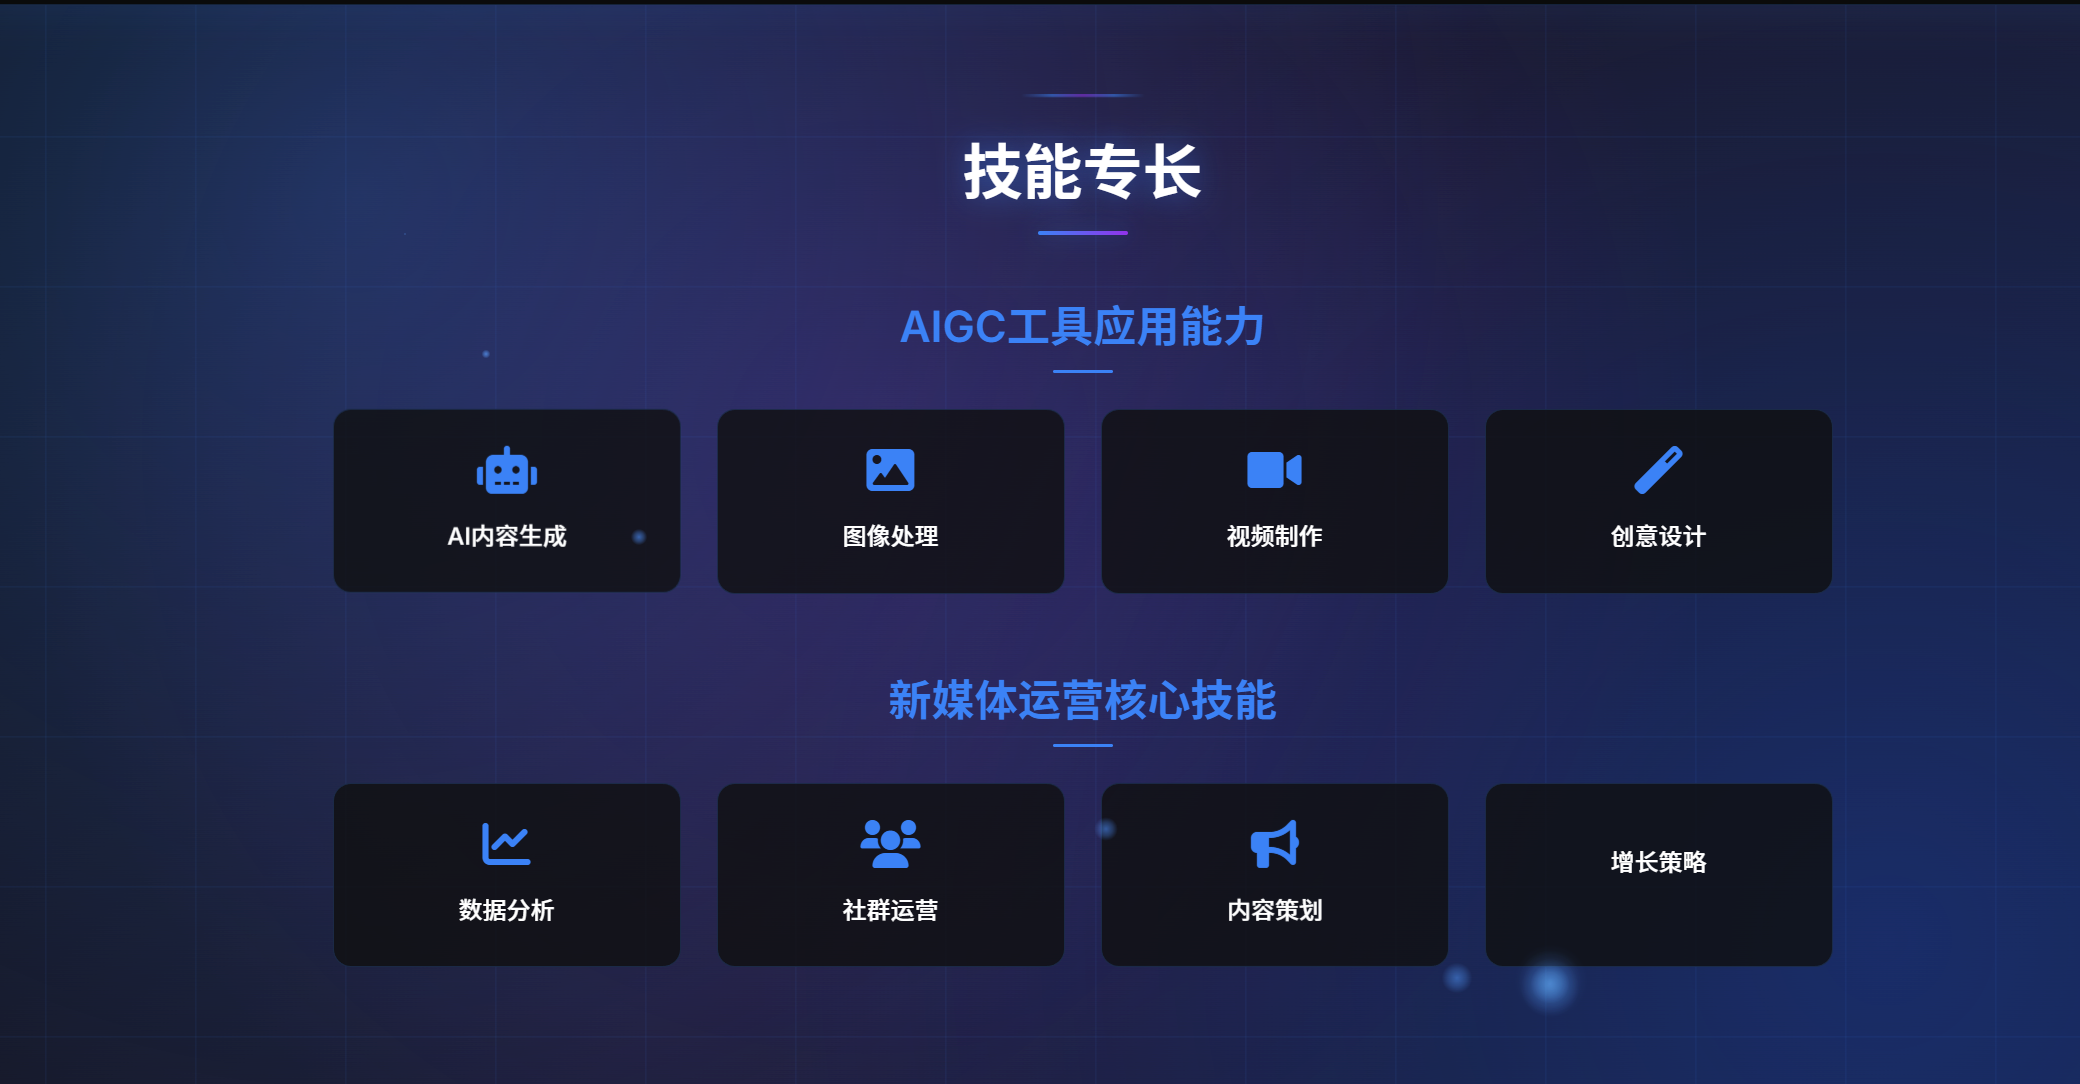 技能专长
AIGC工具应用能力
AI内容生成
图像处理
视频制作
创意设计
新媒体运营核心技能
数据分析
社群运营
内容策划
增长策略